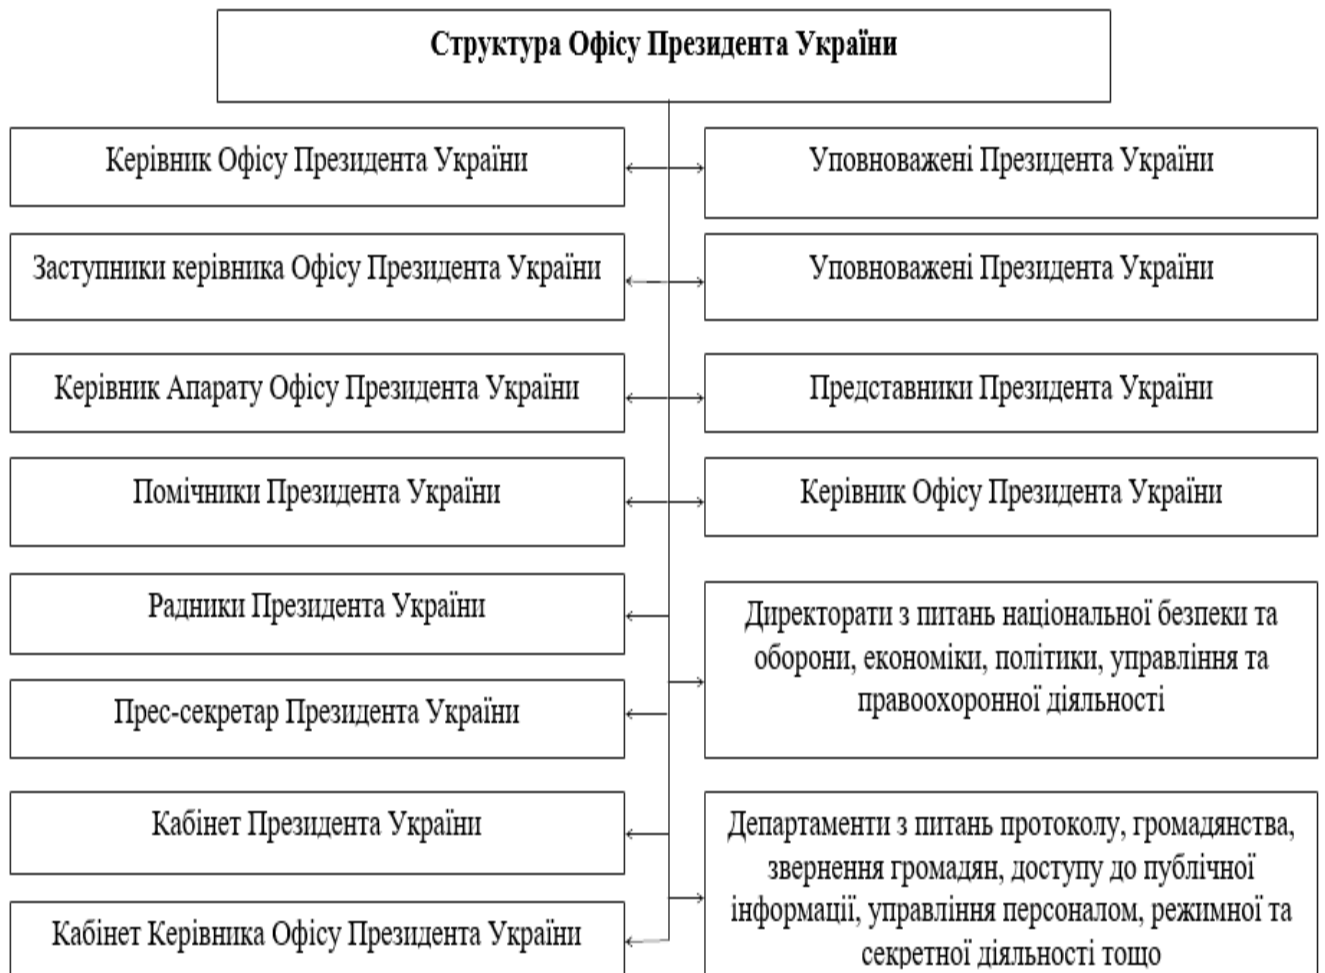 Структура Офісу Президента України
Керівник Офісу Президента України
Уповноважені Президента України
Заступники керівника Офісу Президента України
Уповноважені Президента України
Керівник Апарату Офісу Президента України
Представники Президента України
Помічники Президента України
Керівник Офісу Президента України
Радники Президента України
Директорати з питань національної безпеки та
оборони, економіки, політики, управління та
правоохоронної діяльності
Прес-секретар Президента України
Кабінет Президента України
Департаменти з питань протоколу, громадянства,
звернення громадян, доступу до публічної
інформації, управління персоналом, режимної та
секретної діяльності тощо
Кабінет Керівника Офісу Президента України